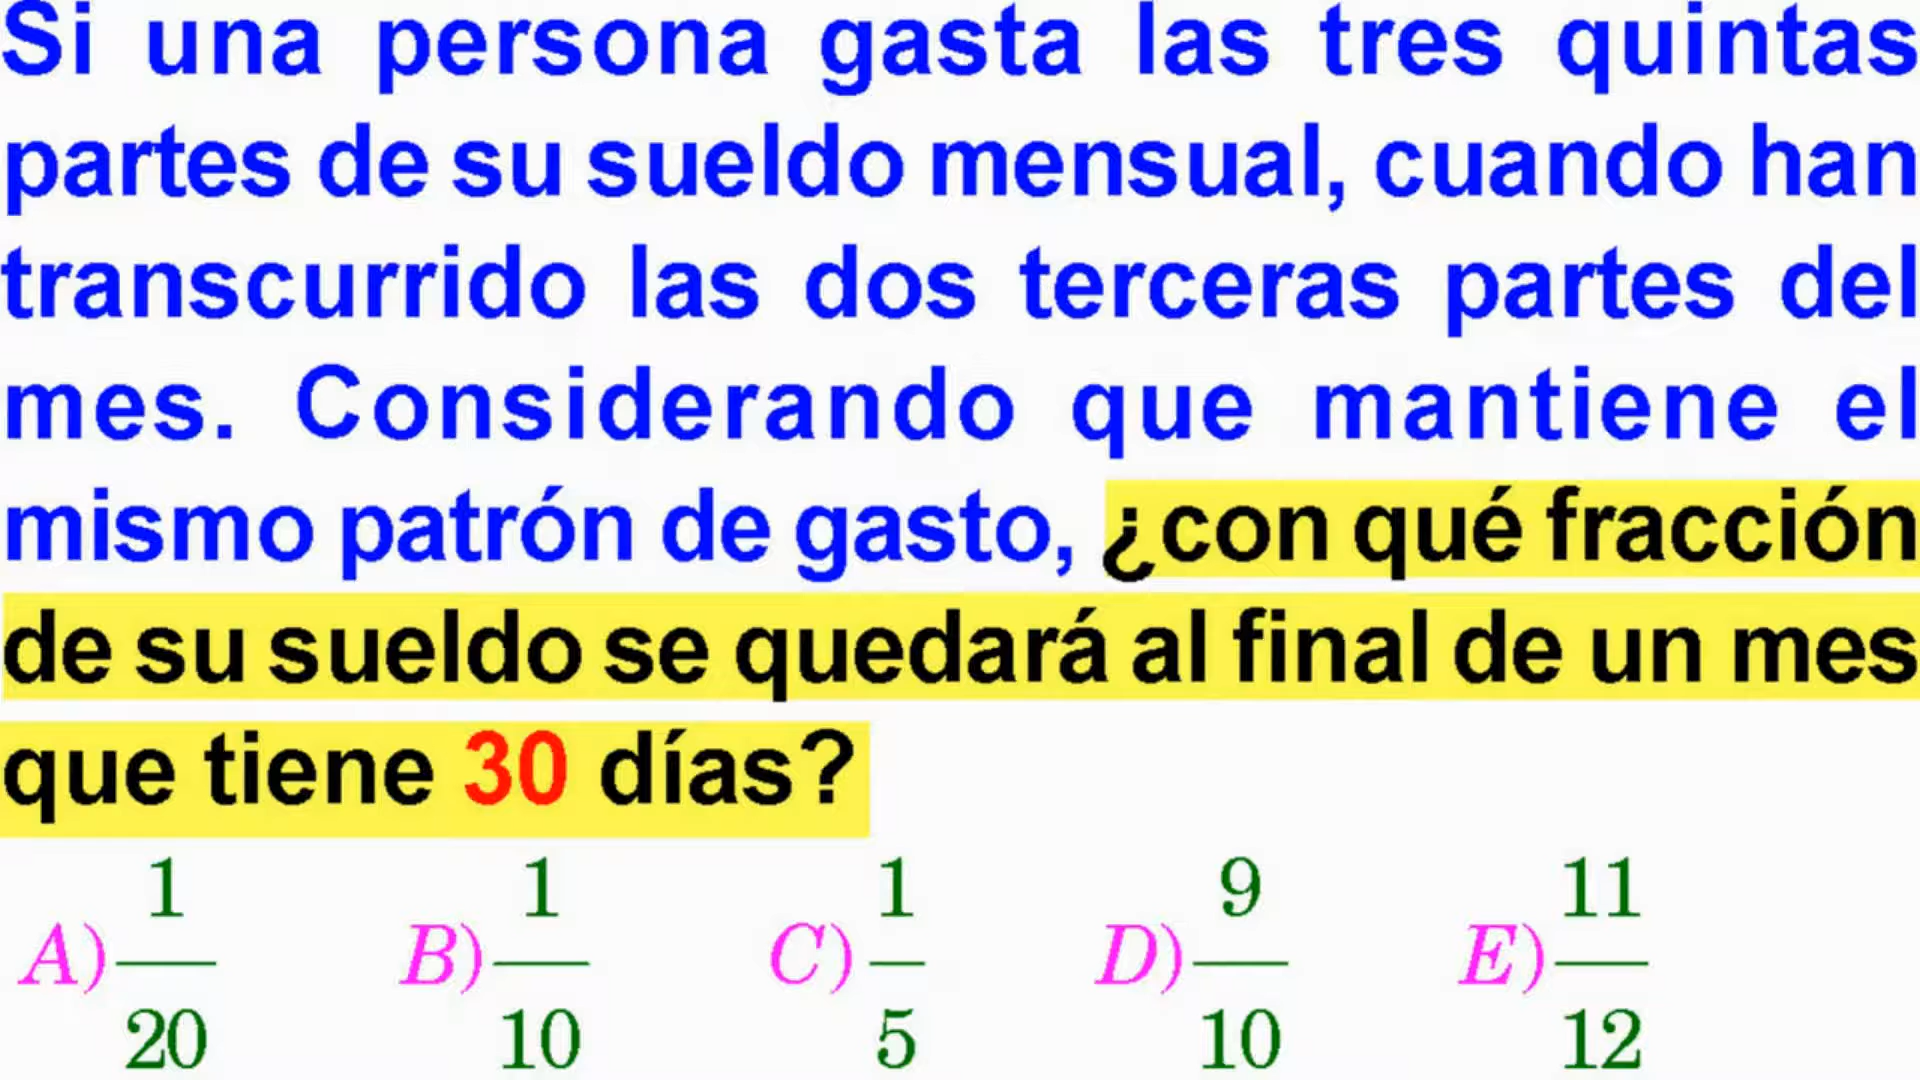 Si una persona gasta las tres quintas
partes de su sueldo mensual, cuando han
transcurrido las dos terceras partes del
mes. Considerando que mantiene el
mismo patrón de gasto, ¿con qué fracción
de su sueldo se quedará al final de un mes
que tiene 30 días?
A) 1/20 B) 1/10 C) 1/5 D) 9/10 E) 11/12